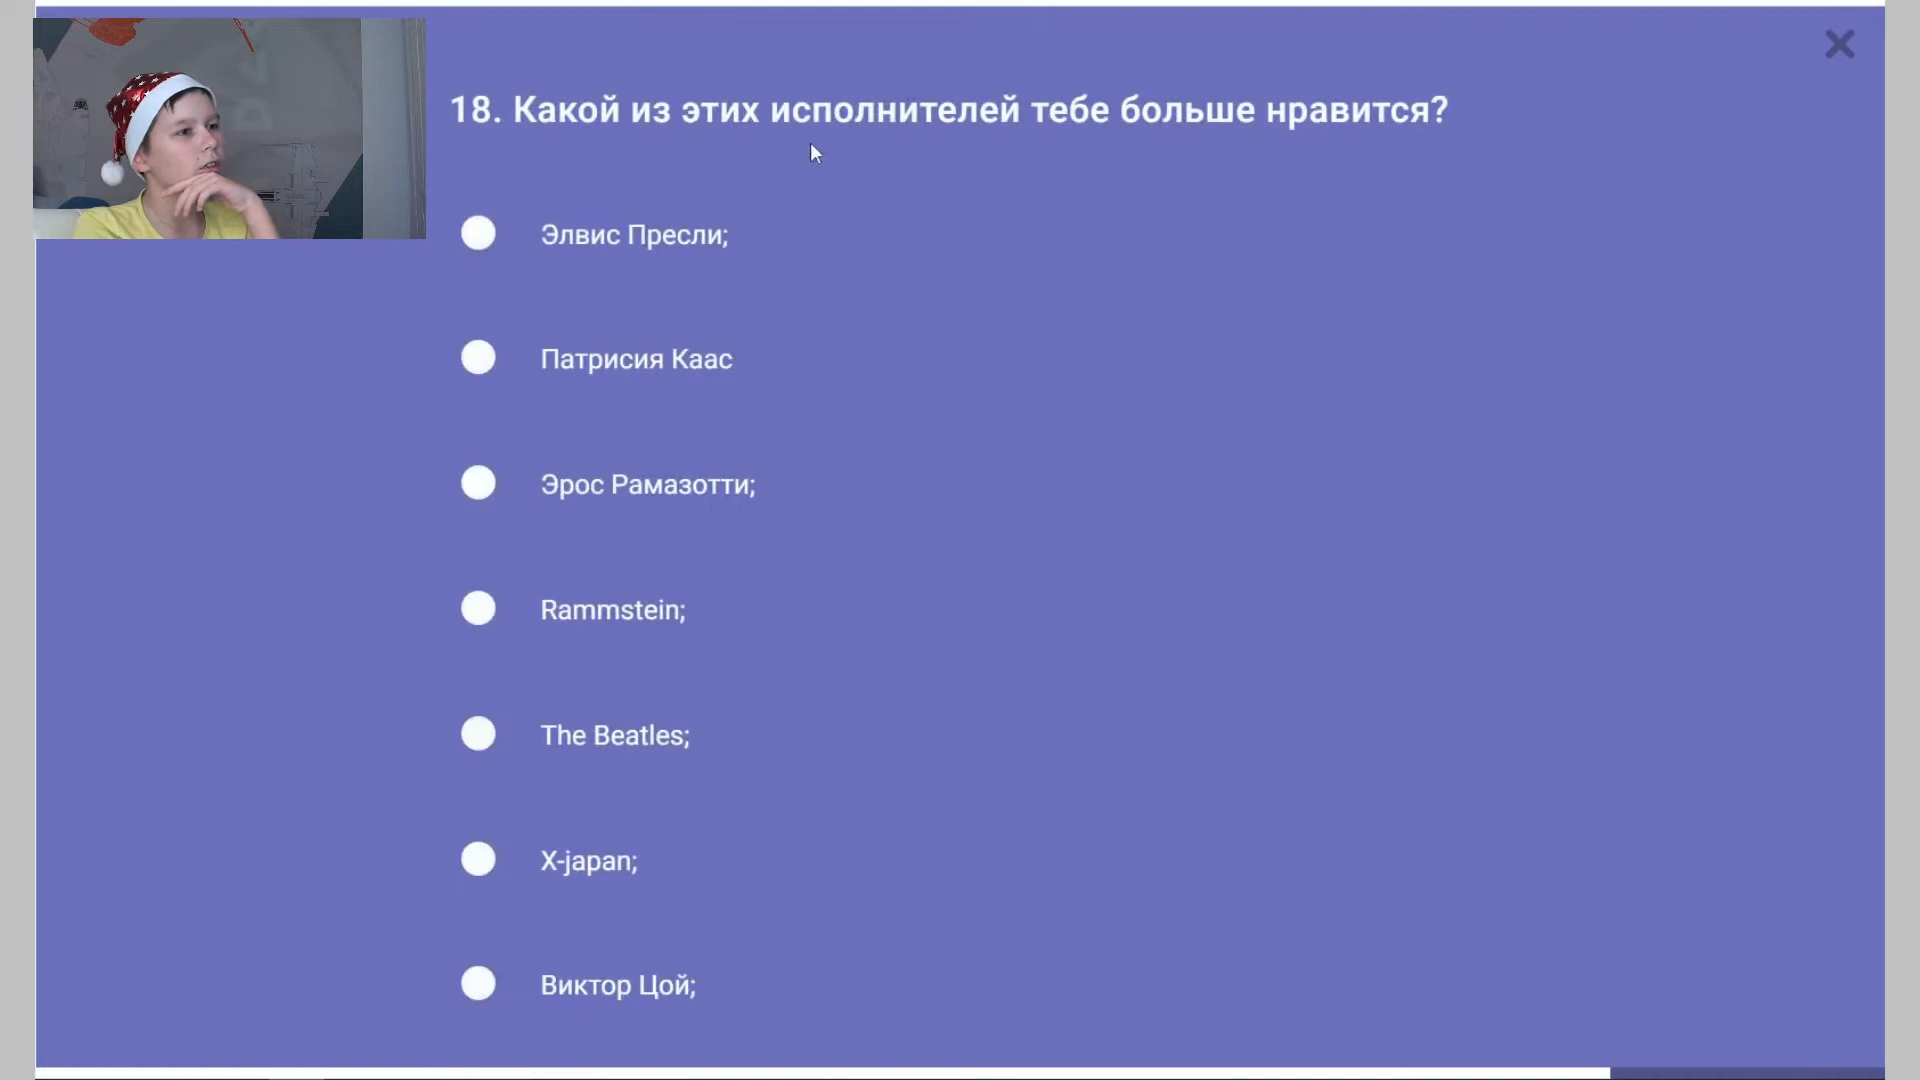 18. Какой из этих исполнителей тебе больше нравится?
Элвис Пресли;
Патрисия Каас
Эрос Рамазотти;
Rammstein;
The Beatles;
X-japan;
Виктор Цой;